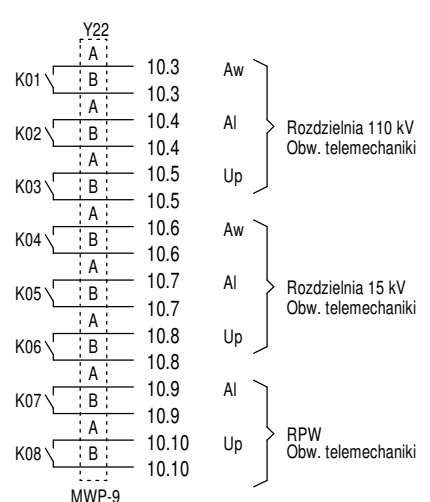 Y22
A
10.3 Aw
K01 B
10.3
A
10.4 Al Rozdzielnia 110 kV
K02 B Obw. telemechaniki
10.4
A
10.5 Up
K03 B
10.5
A
10.6 Aw
K04 B
10.6
A
10.7 Al Rozdzielnia 15 kV
K05 B Obw. telemechaniki
10.7
A
10.8 Up
K06 B
10.8
A
10.9 Al
K07 B
10.9
A RPW
10.10 Up Obw. telemechaniki
K08 B
10.10
MWP-9